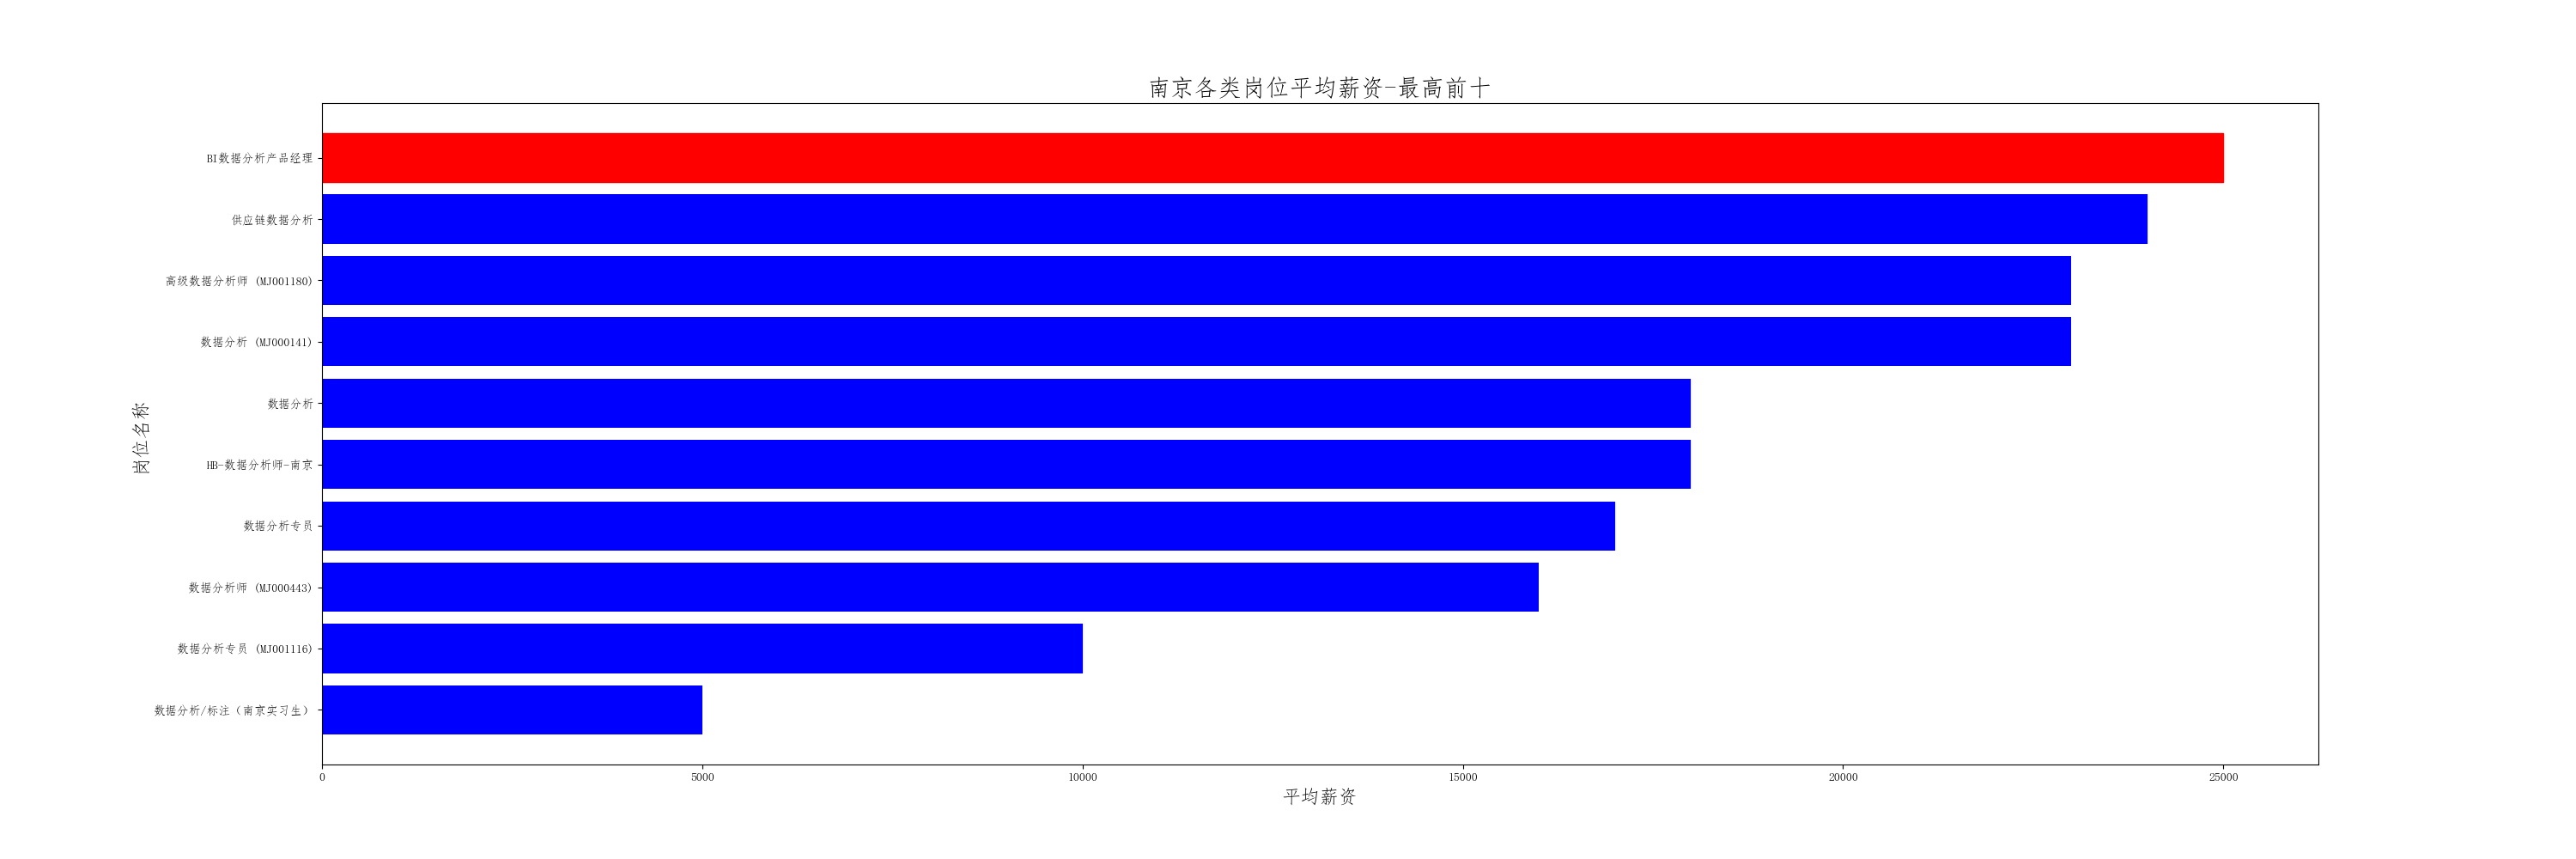 南京各类岗位平均薪资-最高前十
BI数据分析产品经理
供应链数据分析
高级数据分析师 (MJ001180)
数据分析 (MJ000141)
数据分析
HB-数据分析师-南京
数据分析专员
数据分析师 (MJ000443)
数据分析专员 (MJ001116)
数据分析/标注（南京实习生）
岗位名称
0 5000 10000 15000 20000 25000
平均薪资